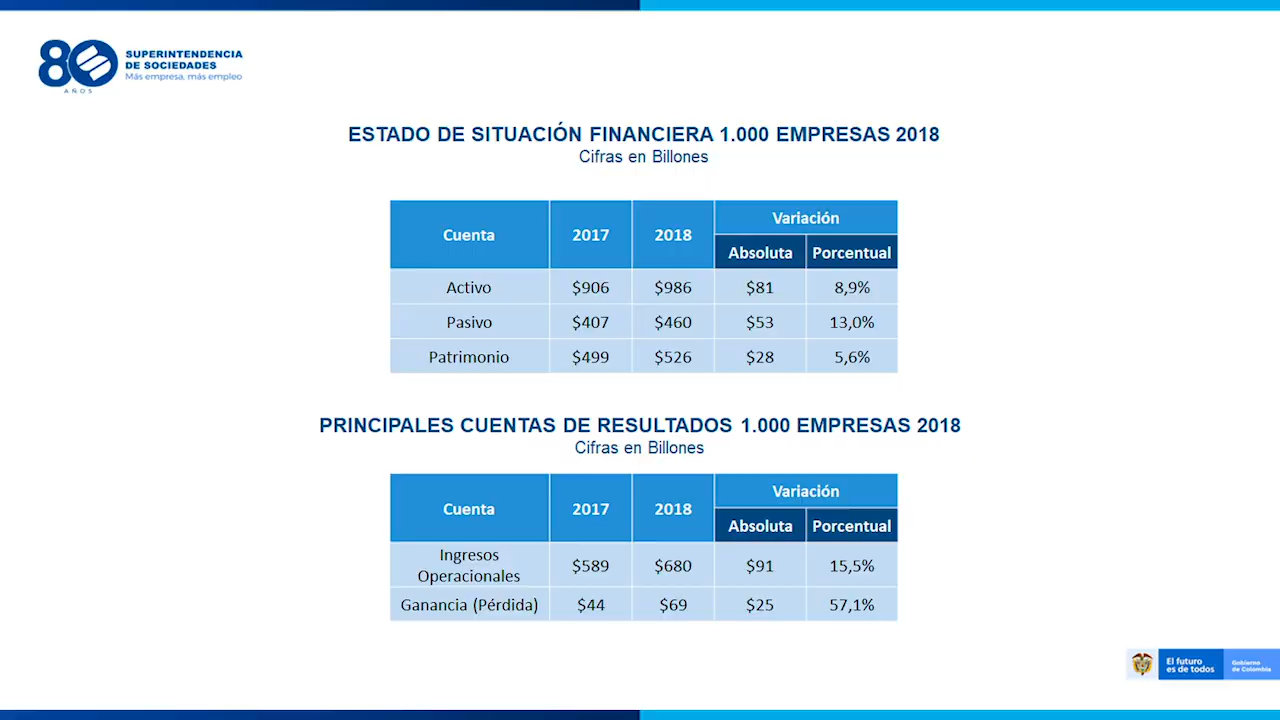 80
AÑOS
SUPERINTENDENCIA
DE SOCIEDADES
Más empresa, más empleo
ESTADO DE SITUACIÓN FINANCIERA 1.000 EMPRESAS 2018
Cifras en Billones
Cuenta 2017 2018 Variación
Absoluta Porcentual
Activo $906 $986 $81 8,9%
Pasivo $407 $460 $53 13,0%
Patrimonio $499 $526 $28 5,6%
PRINCIPALES CUENTAS DE RESULTADOS 1.000 EMPRESAS 2018
Cifras en Billones
Cuenta 2017 2018 Variación
Absoluta Porcentual
Ingresos
Operacionales $589 $680 $91 15,5%
Ganancia (Pérdida) $44 $69 $25 57,1%
El futuro
es de todos
Gobierno
de Colombia